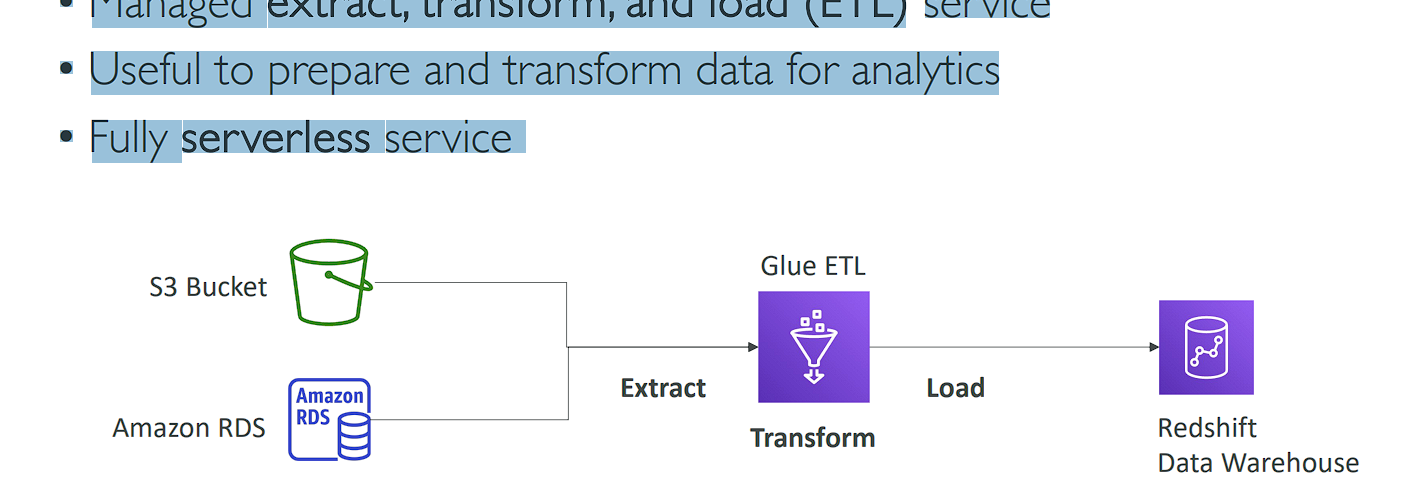 • Managed extract, transform, and load (ETL) service
• Useful to prepare and transform data for analytics
• Fully serverless service
Glue ETL
S3 Bucket
Amazon
RDS
Amazon RDS
Extract
Load
Transform
Redshift
Data Warehouse